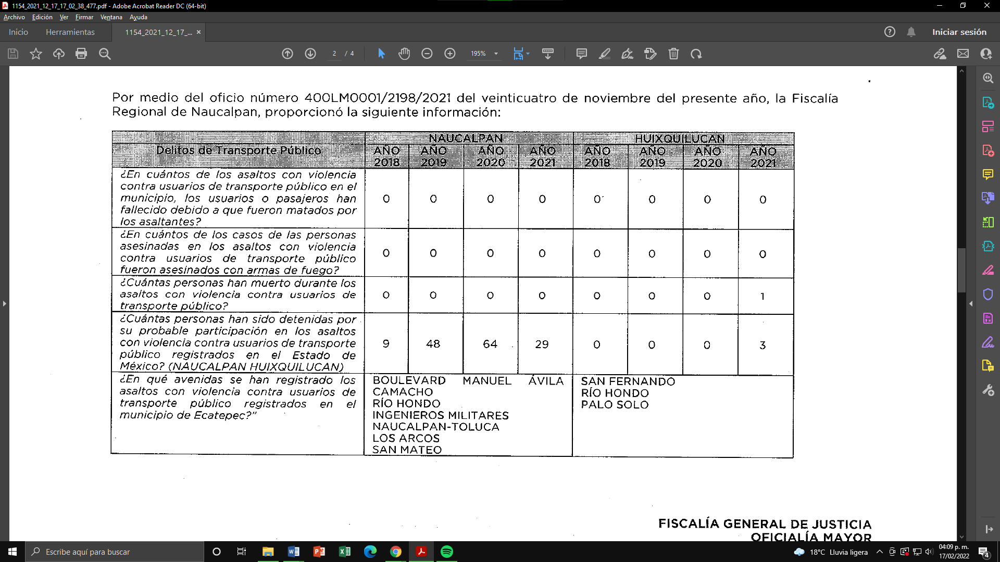 1154_2021_12_17_17_02_38_477.pdf - Adobe Acrobat Reader DC (64-bit)
Archivo Edición Ver Firmar Ventana Ayuda
Inicio Herramientas 1154_2021_12_17_... × Iniciar sesión
2 / 4 195%
Por medio del oficio número 400LM0001/2198/2021 del veinticuatro de noviembre del presente año, la Fiscalía
Regional de Naucalpan, proporcionó la siguiente información:
NAUCALPAN HUIXQUILUCAN
Delitos de Transporte Público AÑO AÑO AÑO AÑO AÑO AÑO AÑO AÑO
2018 2019 2020 2021 2018 2019 2020 2021
¿En cuántos de los asaltos con violencia
contra usuarios de transporte público en el
municipio, los usuarios o pasajeros han
fallecido debido a que fueron matados por
los asaltantes?
0 0 0 0 0 0 0 0
¿En cuántos de los casos de las personas
asesinadas en los asaltos con violencia
contra usuarios de transporte público
fueron asesinados con armas de fuego?
0 0 0 0 0 0 0 0
¿Cuántas personas han muerto durante los
asaltos con violencia contra usuarios de
transporte público?
0 0 0 0 0 0 0 1
¿Cuántas personas han sido detenidas por
su probable participación en los asaltos
con violencia contra usuarios de transporte
público registrados en el Estado de
México? (NAUCALPAN HUIXQUILUCAN)
9 48 64 29 0 0 0 3
¿En qué avenidas se han registrado los
asaltos con violencia contra usuarios de
transporte público registrados en el
municipio de Ecatepec?"
BOULEVARD MANUEL ÁVILA
CAMACHO
RÍO HONDO
INGENIEROS MILITARES
NAUCALPAN-TOLUCA
LOS ARCOS
SAN MATEO
SAN FERNANDO
RÍO HONDO
PALO SOLO
FISCALÍA GENERAL DE JUSTICIA
OFICIALÍA MAYOR
Escribe aquí para buscar
18°C Lluvia ligera
04:09 p. m.
17/02/2022
4